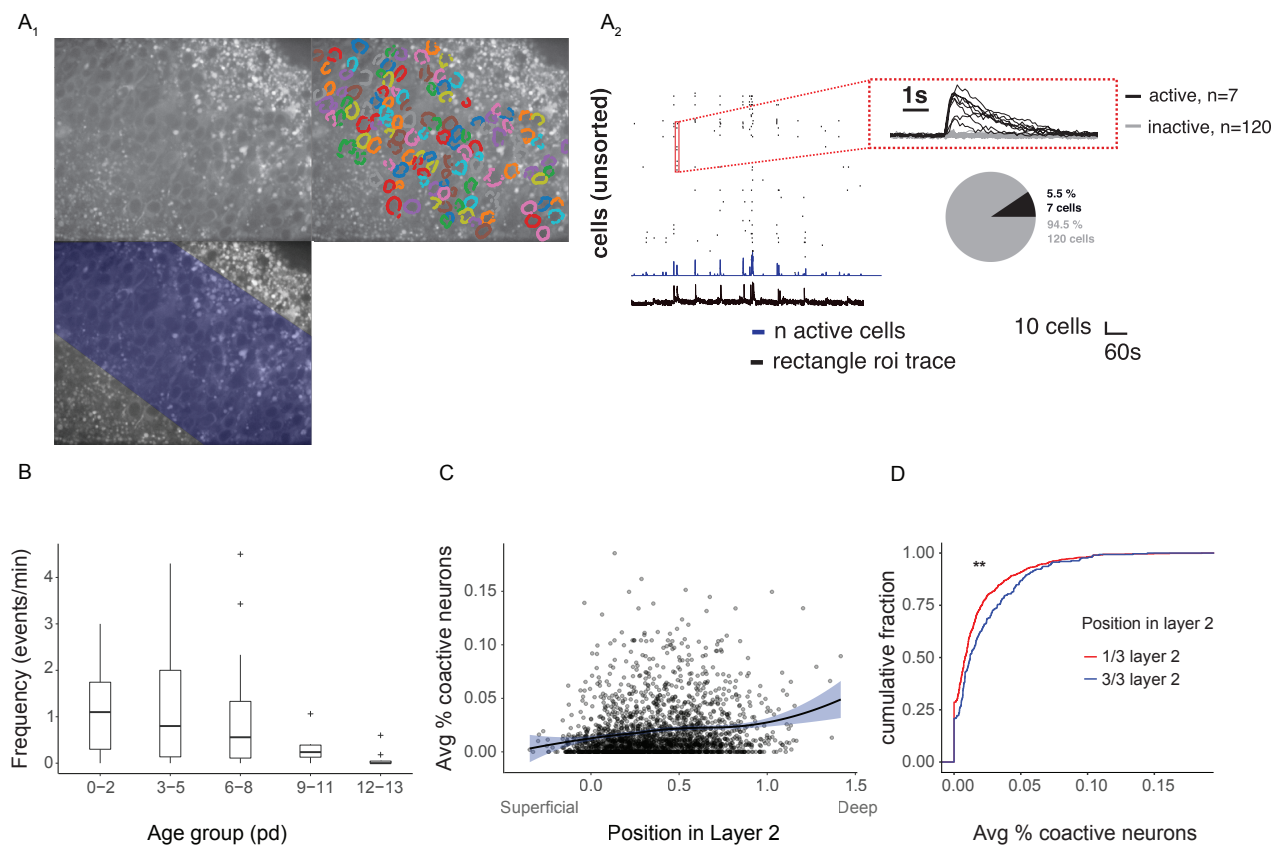 A1
A2
cells (unsorted)
1s
active, n=7
inactive, n=120
5.5 %
7 cells
94.5 %
120 cells
n active cells
rectangle roi trace
10 cells
60s
B
Frequency (events/min)
4
3
2
1
0
0−2
3−5
6−8
9−11
12−13
Age group (pd)
C
Avg % coactive neurons
0.15
0.10
0.05
0.00
0.0
0.5
1.0
1.5
Superficial
Deep
Position in Layer 2
D
cumulative fraction
1.00
0.75
0.50
0.25
0.00
**
Position in layer 2
1/3 layer 2
3/3 layer 2
0.00
0.05
0.10
0.15
Avg % coactive neurons